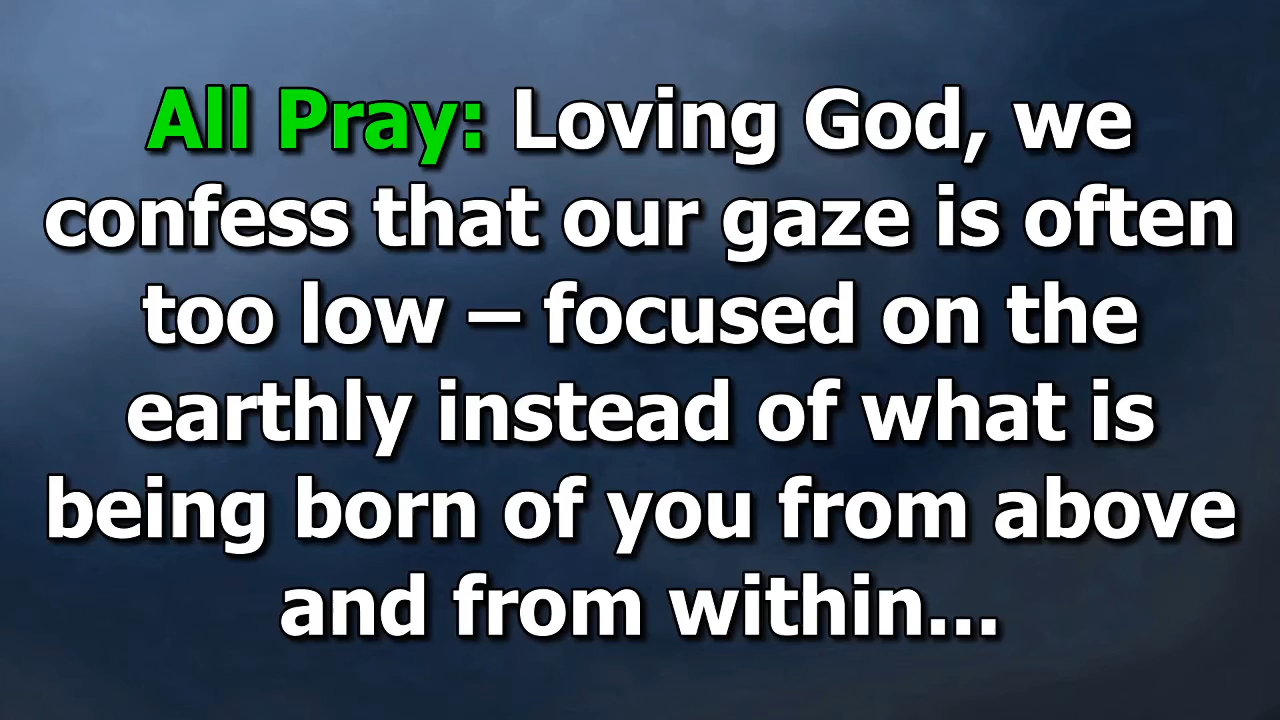 All Pray: Loving God, we
confess that our gaze is often
too low – focused on the
earthly instead of what is
being born of you from above
and from within...